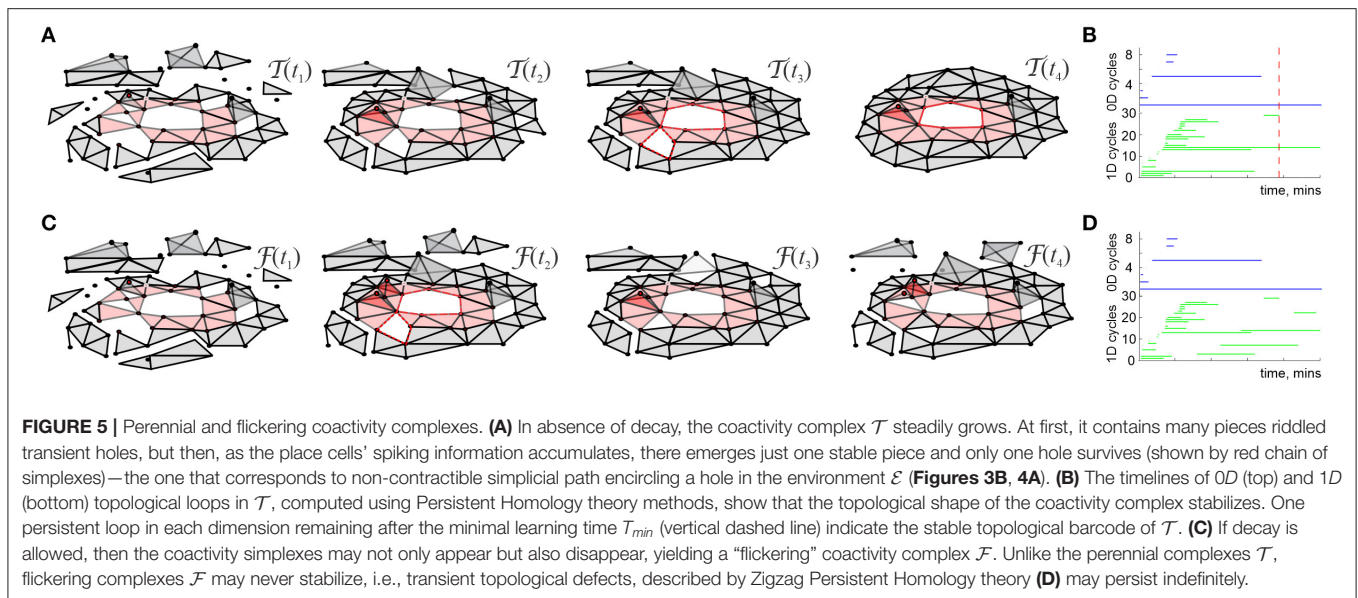 A
𝒯(t₁)
𝒯(t₂)
𝒯(t₃)
𝒯(t₄)
B
8
4
0D cycles
30
20
10
0
1D cycles
time, mins
C
ℱ(t₁)
ℱ(t₂)
ℱ(t₃)
ℱ(t₄)
D
8
4
0D cycles
30
20
10
0
1D cycles
time, mins
FIGURE 5 | Perennial and flickering coactivity complexes. (A) In absence of decay, the coactivity complex 𝒯 steadily grows. At first, it contains many pieces riddled
transient holes, but then, as the place cells' spiking information accumulates, there emerges just one stable piece and only one hole survives (shown by red chain of
simplexes)—the one that corresponds to non-contractible simplicial path encircling a hole in the environment ℰ (Figures 3B, 4A). (B) The timelines of 0D (top) and 1D
(bottom) topological loops in 𝒯, computed using Persistent Homology theory methods, show that the topological shape of the coactivity complex stabilizes. One
persistent loop in each dimension remaining after the minimal learning time Tmin (vertical dashed line) indicate the stable topological barcode of 𝒯. (C) If decay is
allowed, then the coactivity simplexes may not only appear but also disappear, yielding a “flickering” coactivity complex ℱ. Unlike the perennial complexes 𝒯,
flickering complexes ℱ may never stabilize, i.e., transient topological defects, described by Zigzag Persistent Homology theory (D) may persist indefinitely.